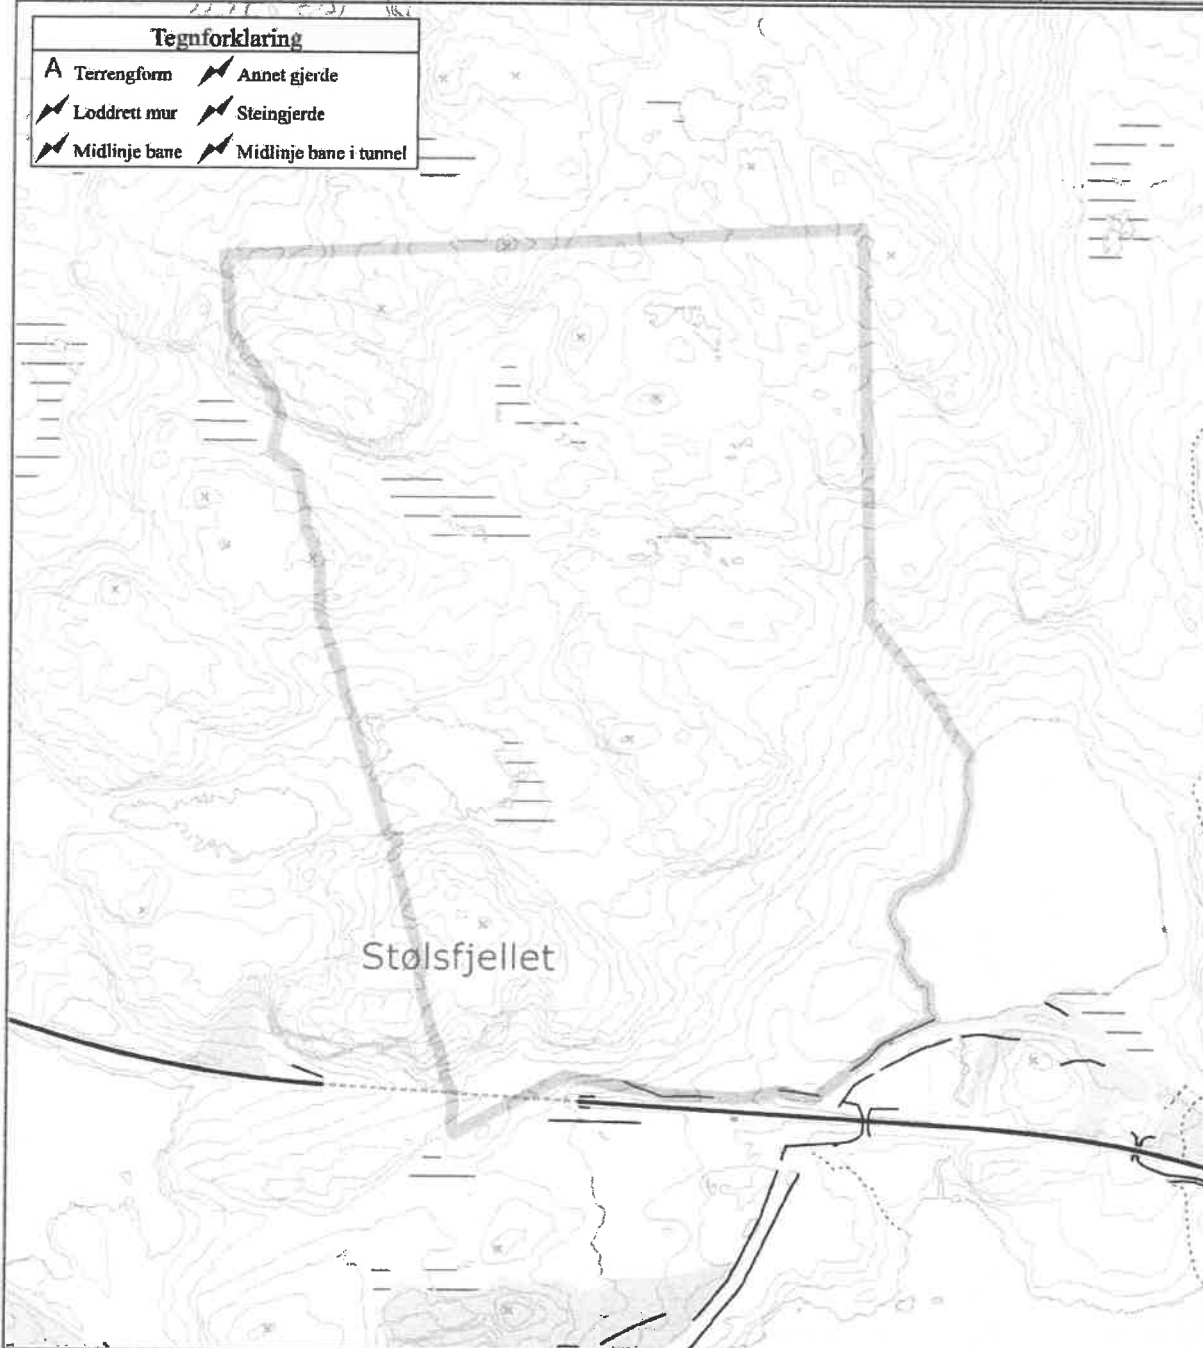 Tegnforklaring
A Terrengform
Annet gjerde
Loddrett mur
Steingjerde
Midlinje bane
Midlinje bane i tunnel
Stølsfjellet